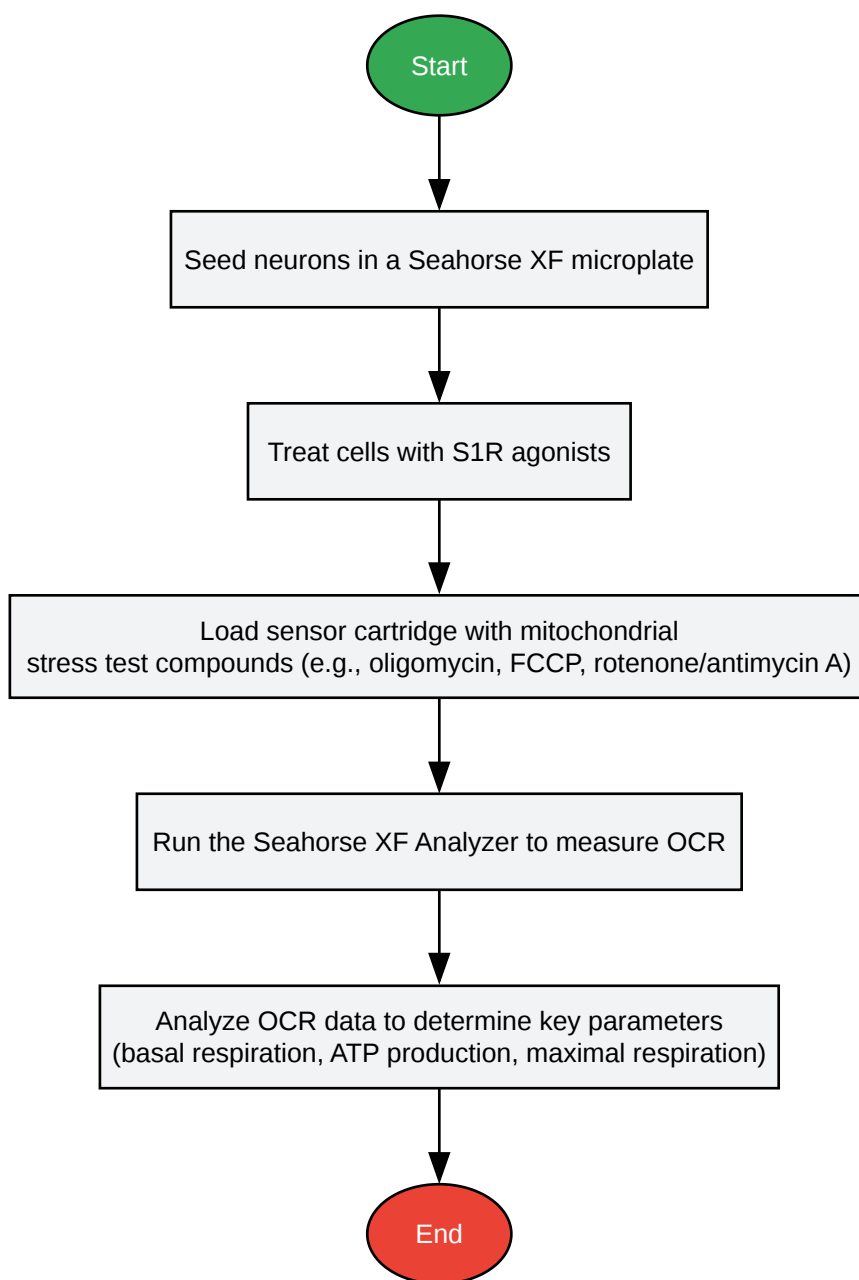 Start
Seed neurons in a Seahorse XF microplate
Treat cells with S1R agonists
Load sensor cartridge with mitochondrial
stress test compounds (e.g., oligomycin, FCCP, rotenone/antimycin A)
Run the Seahorse XF Analyzer to measure OCR
Analyze OCR data to determine key parameters
(basal respiration, ATP production, maximal respiration)
End